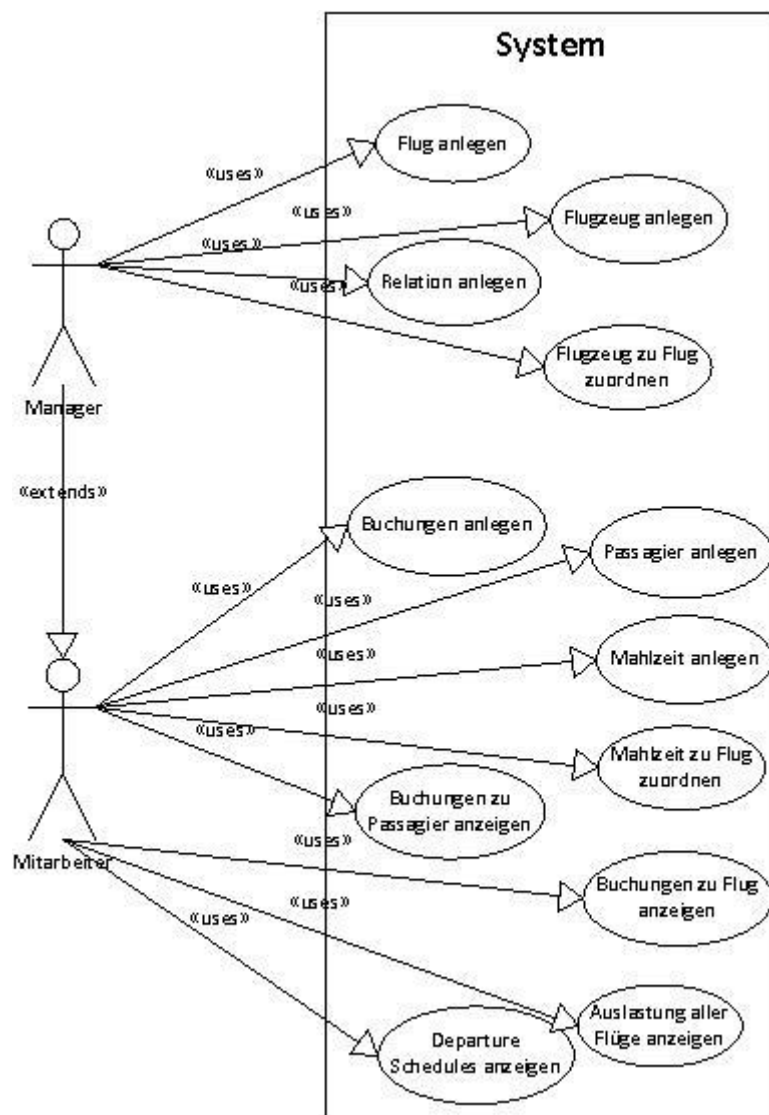 System
Flug anlegen
«uses»
«uses»
Flugzeug anlegen
«uses»
Relation anlegen
«uses»
Flugzeug zu Flug
zuordnen
Manager
«extends»
Buchungen anlegen
Passagier anlegen
«uses»
«uses»
Mahlzeit anlegen
«uses»
«uses»
«uses»
Mahlzeit zu Flug
zuordnen
Buchungen zu
Passagier anzeigen
Mitarbeiter
«uses»
Buchungen zu Flug
anzeigen
«uses»
«uses»
Auslastung aller
Flüge anzeigen
Departure
Schedules anzeigen